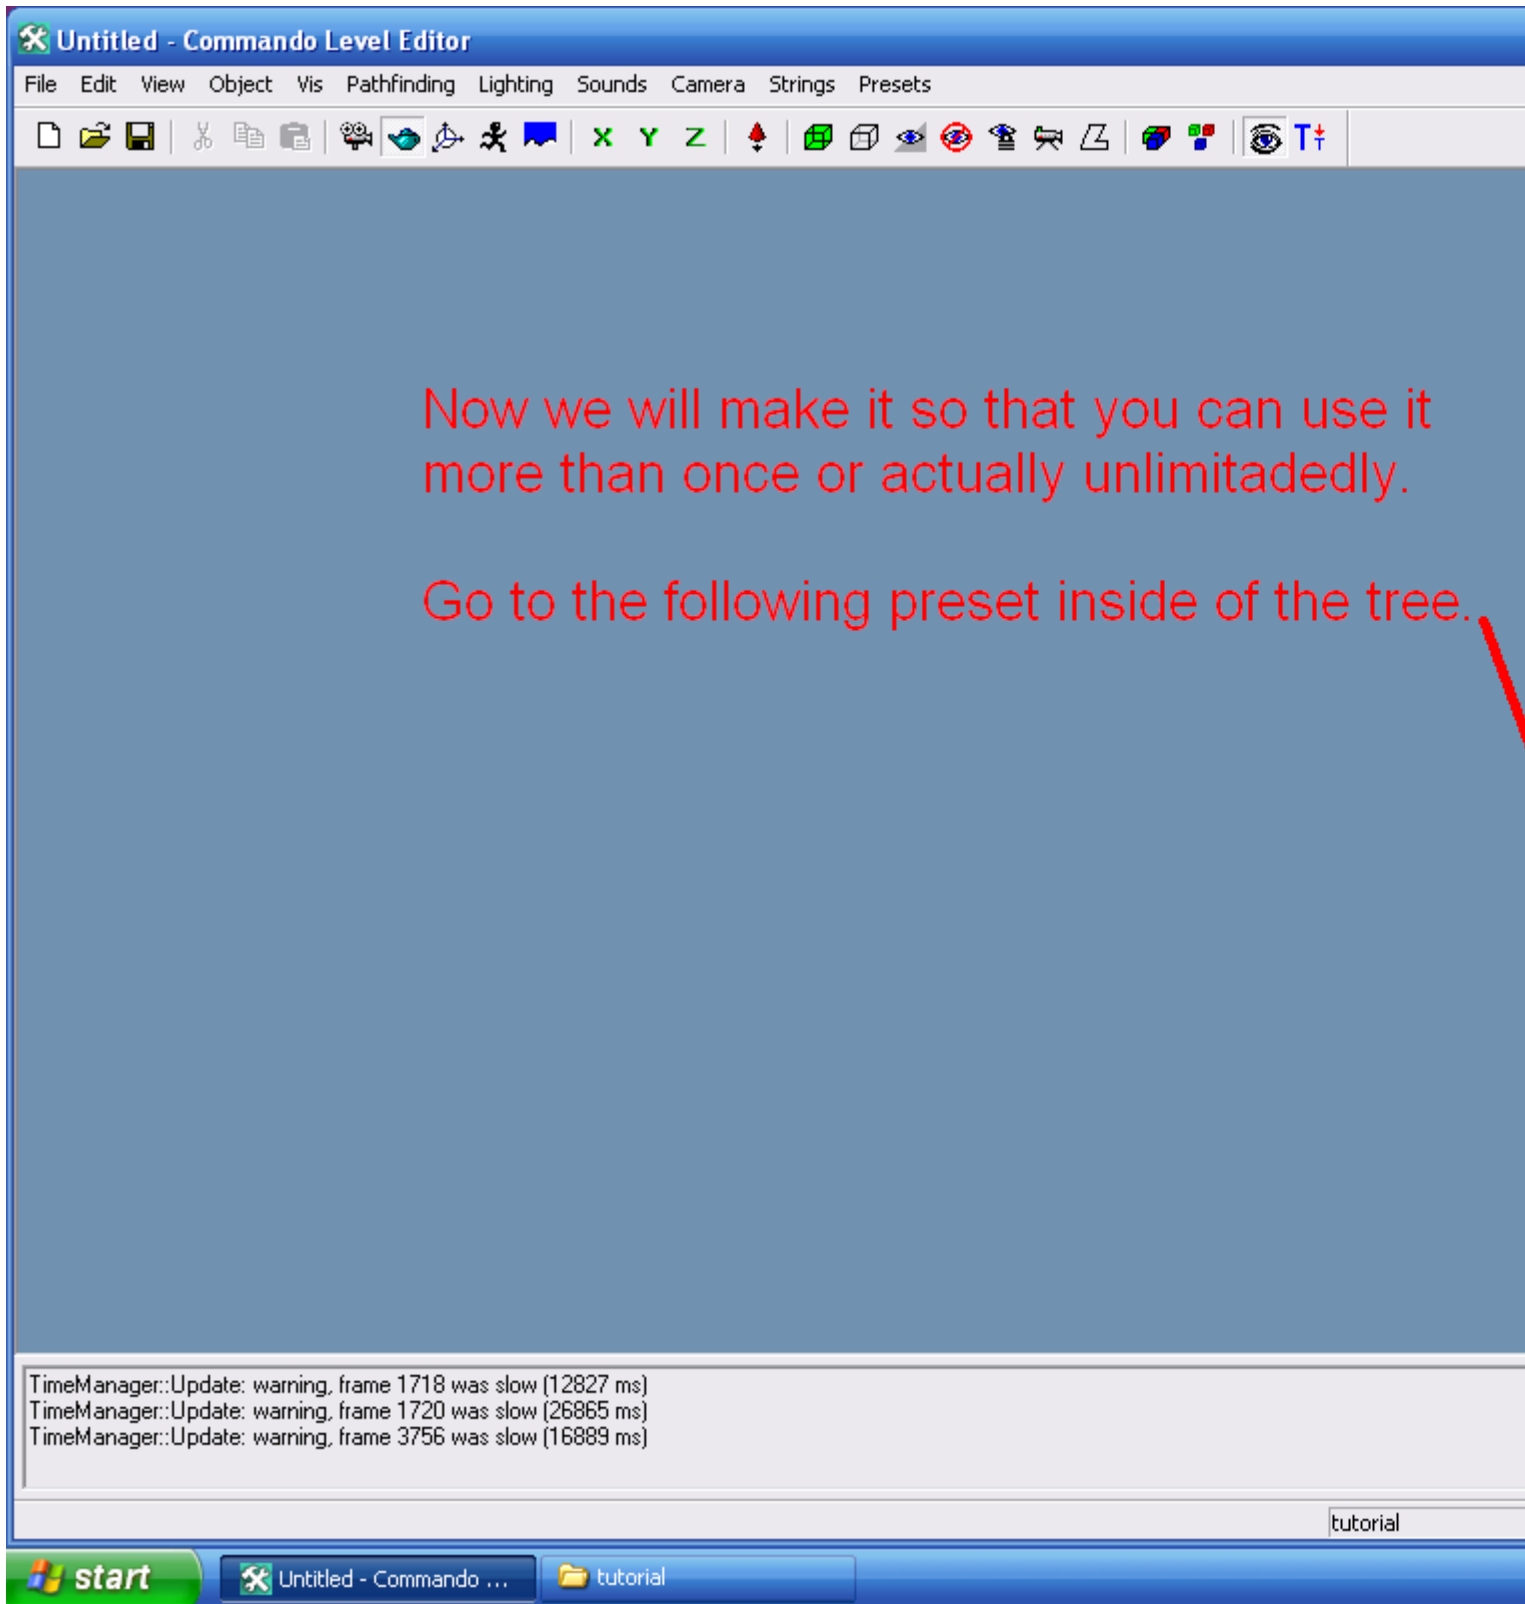 Untitled - Commando Level Editor
File Edit View Object Vis Pathfinding Lighting Sounds Camera Strings Presets
X Y Z T
Now we will make it so that you can use it
more than once or actually unlimitadedly.
Go to the following preset inside of the tree.
TimeManager::Update: warning, frame 1718 was slow (12827 ms)
TimeManager::Update: warning, frame 1720 was slow (26865 ms)
TimeManager::Update: warning, frame 3756 was slow (16889 ms)
tutorial
start Untitled - Commando ... tutorial